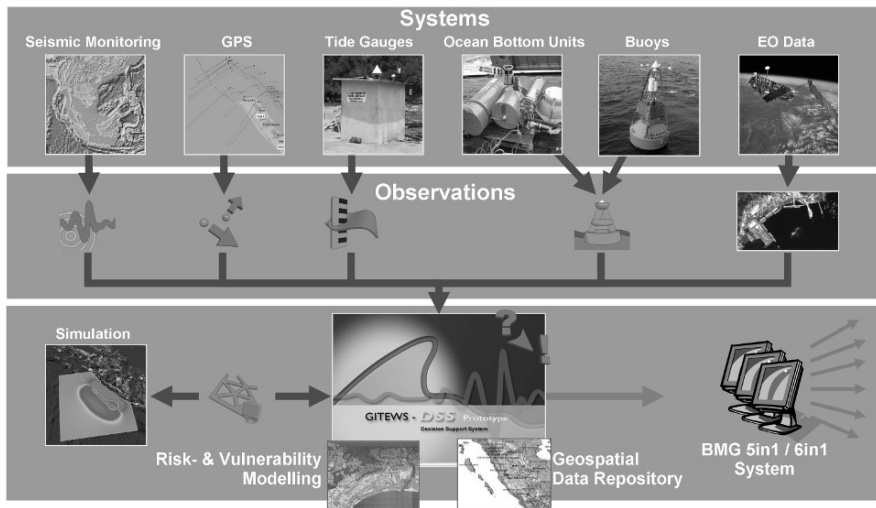 Systems
Seismic Monitoring
GPS
Tide Gauges
Ocean Bottom Units
Buoys
EO Data
Observations
Simulation
?
!
GITEWS - DSS Prototype
Decision Support System
Risk- & Vulnerability
Modelling
Geospatial
Data Repository
BMG 5in1 / 6in1
System